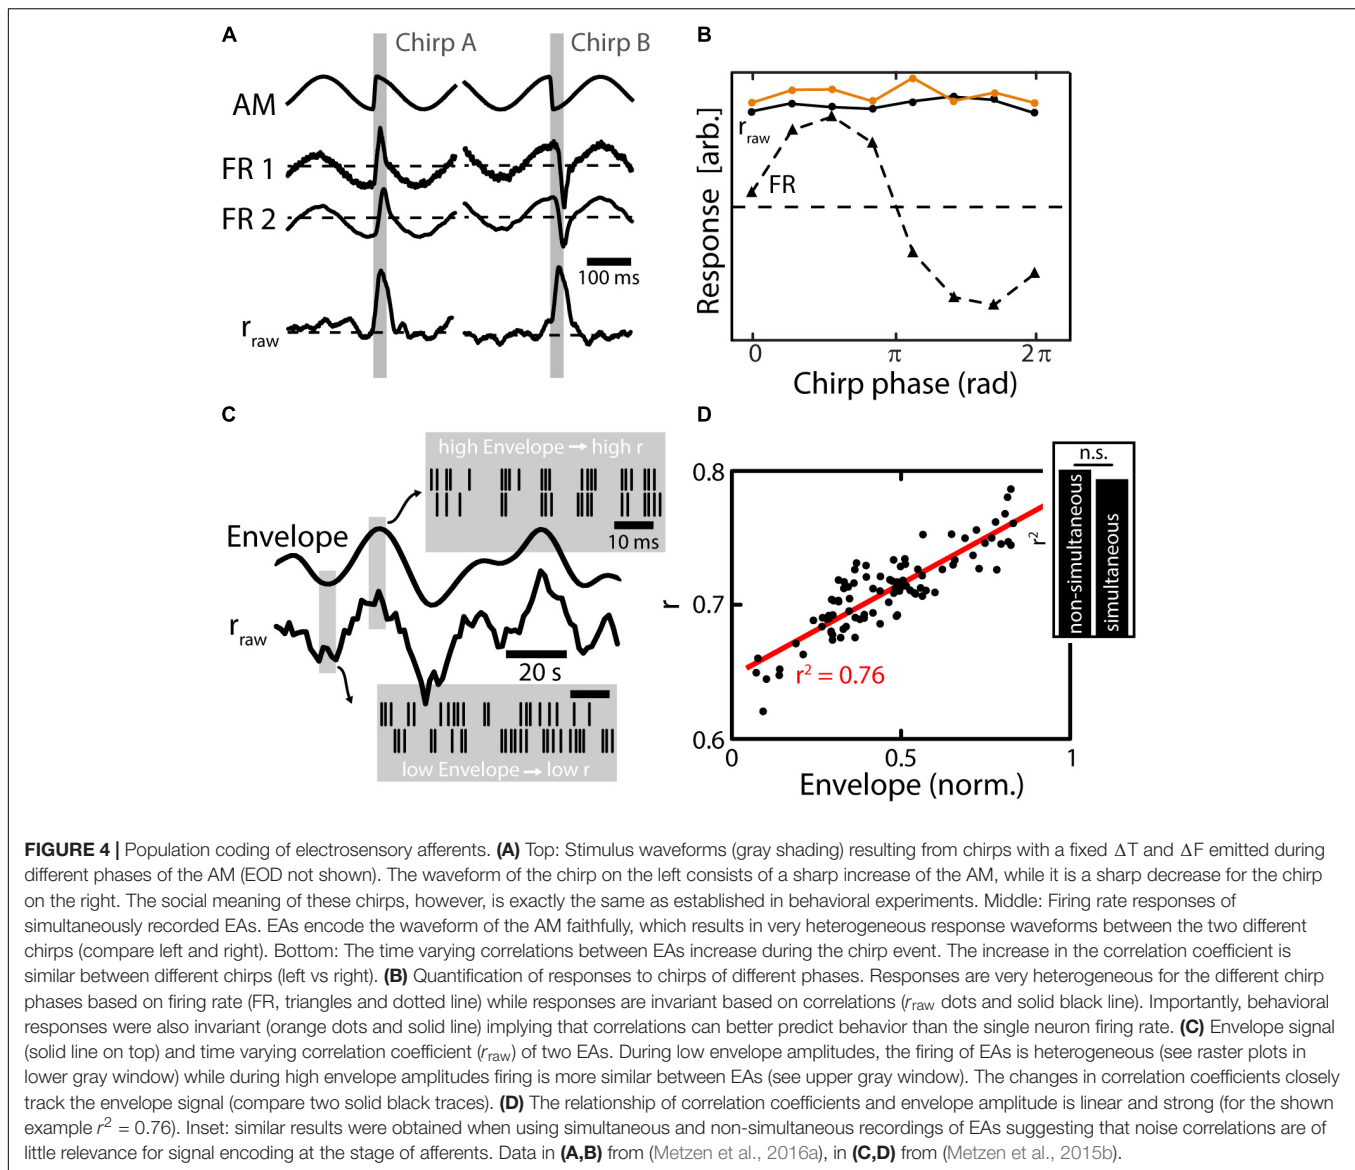 A
Chirp A
Chirp B
AM
FR 1
FR 2
100 ms
r raw
B
Response [arb.]
r raw
FR
0
π
2π
Chirp phase (rad)
C
high Envelope → high r
10 ms
Envelope
r raw
20 s
low Envelope → low r
D
0.8
0.7
0.6
r
r² = 0.76
0
0.5
1
Envelope (norm.)
n.s.
r²
non-simultaneous
simultaneous
FIGURE 4 | Population coding of electrosensory afferents. (A) Top: Stimulus waveforms (gray shading) resulting from chirps with a fixed ΔT and ΔF emitted during
different phases of the AM (EOD not shown). The waveform of the chirp on the left consists of a sharp increase of the AM, while it is a sharp decrease for the chirp
on the right. The social meaning of these chirps, however, is exactly the same as established in behavioral experiments. Middle: Firing rate responses of
simultaneously recorded EAs. EAs encode the waveform of the AM faithfully, which results in very heterogeneous response waveforms between the two different
chirps (compare left and right). Bottom: The time varying correlations between EAs increase during the chirp event. The increase in the correlation coefficient is
similar between different chirps (left vs right). (B) Quantification of responses to chirps of different phases. Responses are very heterogeneous for the different chirp
phases based on firing rate (FR, triangles and dotted line) while responses are invariant based on correlations (r raw dots and solid black line). Importantly, behavioral
responses were also invariant (orange dots and solid line) implying that correlations can better predict behavior than the single neuron firing rate. (C) Envelope signal
(solid line on top) and time varying correlation coefficient (r raw) of two EAs. During low envelope amplitudes, the firing of EAs is heterogeneous (see raster plots in
lower gray window) while during high envelope amplitudes firing is more similar between EAs (see upper gray window). The changes in correlation coefficients closely
track the envelope signal (compare two solid black traces). (D) The relationship of correlation coefficients and envelope amplitude is linear and strong (for the shown
example r² = 0.76). Inset: similar results were obtained when using simultaneous and non-simultaneous recordings of EAs suggesting that noise correlations are of
little relevance for signal encoding at the stage of afferents. Data in (A,B) from (Metzen et al., 2016a), in (C,D) from (Metzen et al., 2015b).